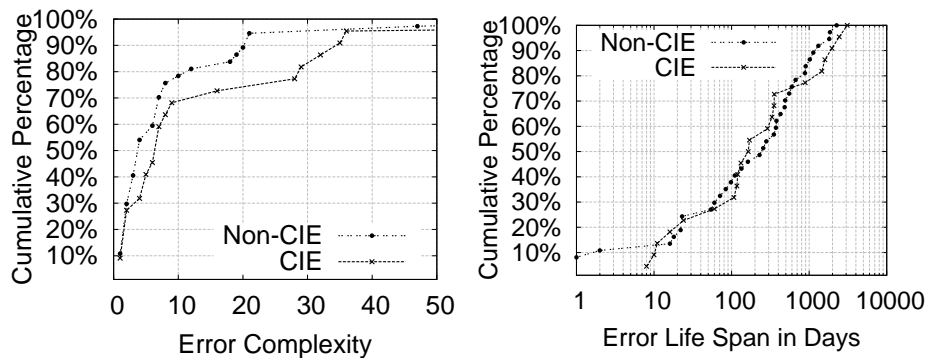 Cumulative Percentage
100%
90%
80%
70%
60%
50%
40%
30%
20%
10%
0 10 20 30 40 50
Error Complexity
Non-CIE
CIE
Cumulative Percentage
100%
90%
80%
70%
60%
50%
40%
30%
20%
10%
1 10 100 1000 10000
Error Life Span in Days
Non-CIE
CIE